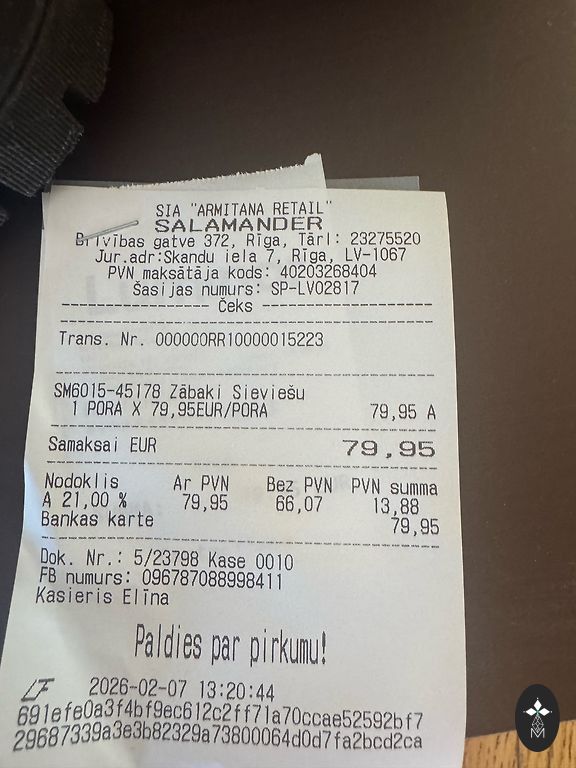 SIA "ARMITANA RETAIL"
SALAMANDER
Brīvības gatve 372, Rīga, Tārl: 23275520
Jur.adr:Skandu iela 7, Rīga, LV-1067
PVN maksātāja kods: 40203268404
Šasijas numurs: SP-LV02817
Čeks
Trans. Nr. 000000RR10000015223
SM6015-45178 Zābaki Sieviešu
1 PORA X 79,95EUR/PORA 79,95 A
Samaksai EUR 79,95
Nodoklis Ar PVN Bez PVN PVN summa
A 21,00 % 79,95 66,07 13,88
Bankas karte 79,95
Dok. Nr.: 5/23798 Kase 0010
FB numurs: 096787088998411
Kasieris Elīna
Paldies par pirkumu!
LF 2026-02-07 13:20:44
691efe0a3f4bf9ec612c2ff71a70ccae52592bf7
29687339a3e3b82329a73800064d0d7fa2bcd2ca
M